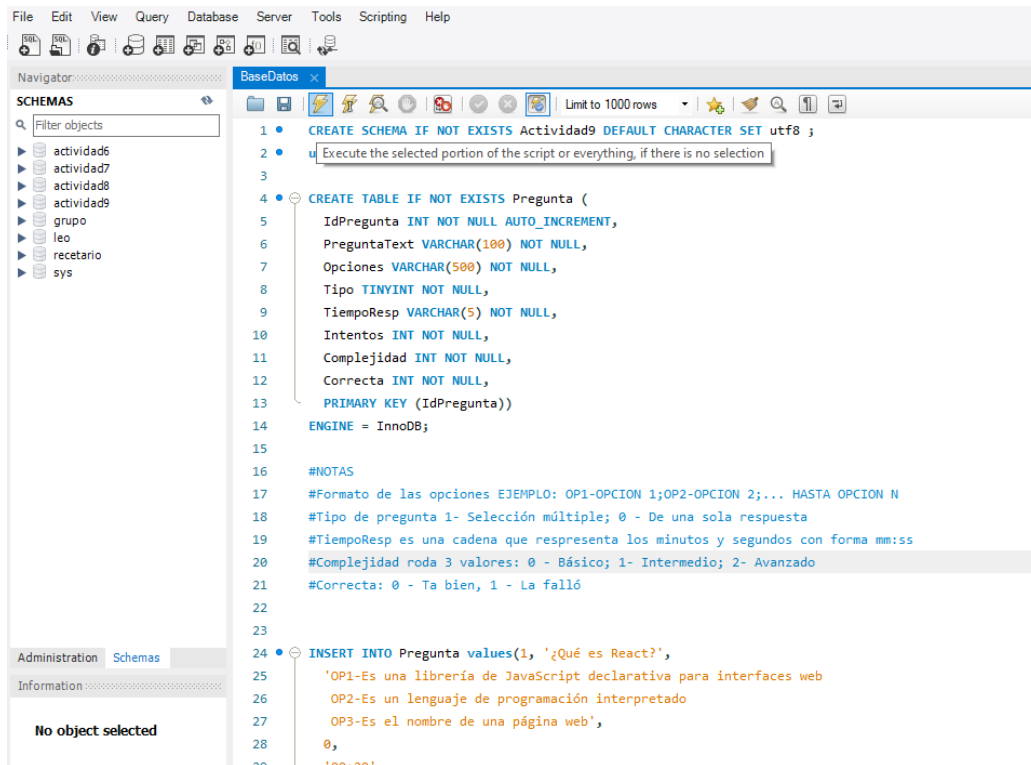 File Edit View Query Database Server Tools Scripting Help
Navigator
SCHEMAS
Filter objects
actividad6
actividad7
actividad8
actividad9
grupo
leo
recetario
sys
Administration Schemas
Information
No object selected
BaseDatos
Limit to 1000 rows
1 CREATE SCHEMA IF NOT EXISTS Actividad9 DEFAULT CHARACTER SET utf8 ;
2 u
Execute the selected portion of the script or everything, if there is no selection
3
4 CREATE TABLE IF NOT EXISTS Pregunta (
5 IdPregunta INT NOT NULL AUTO_INCREMENT,
6 PreguntaText VARCHAR(100) NOT NULL,
7 Opciones VARCHAR(500) NOT NULL,
8 Tipo TINYINT NOT NULL,
9 TiempoResp VARCHAR(5) NOT NULL,
10 Intentos INT NOT NULL,
11 Complejidad INT NOT NULL,
12 Correcta INT NOT NULL,
13 PRIMARY KEY (IdPregunta))
14 ENGINE = InnoDB;
15
16 #NOTAS
17 #Formato de las opciones EJEMPLO: OP1-OPCION 1;OP2-OPCION 2;... HASTA OPCION N
18 #Tipo de pregunta 1- Selección múltiple; 0 - De una sola respuesta
19 #TiempoResp es una cadena que respresenta los minutos y segundos con forma mm:ss
20 #Complejidad roda 3 valores: 0 - Básico; 1- Intermedio; 2- Avanzado
21 #Correcta: 0 - Ta bien, 1 - La falló
22
23
24 INSERT INTO Pregunta values(1, '¿Qué es React?',
25 'OP1-Es una librería de JavaScript declarativa para interfaces web
26 OP2-Es un lenguaje de programación interpretado
27 OP3-Es el nombre de una página web',
28 0,